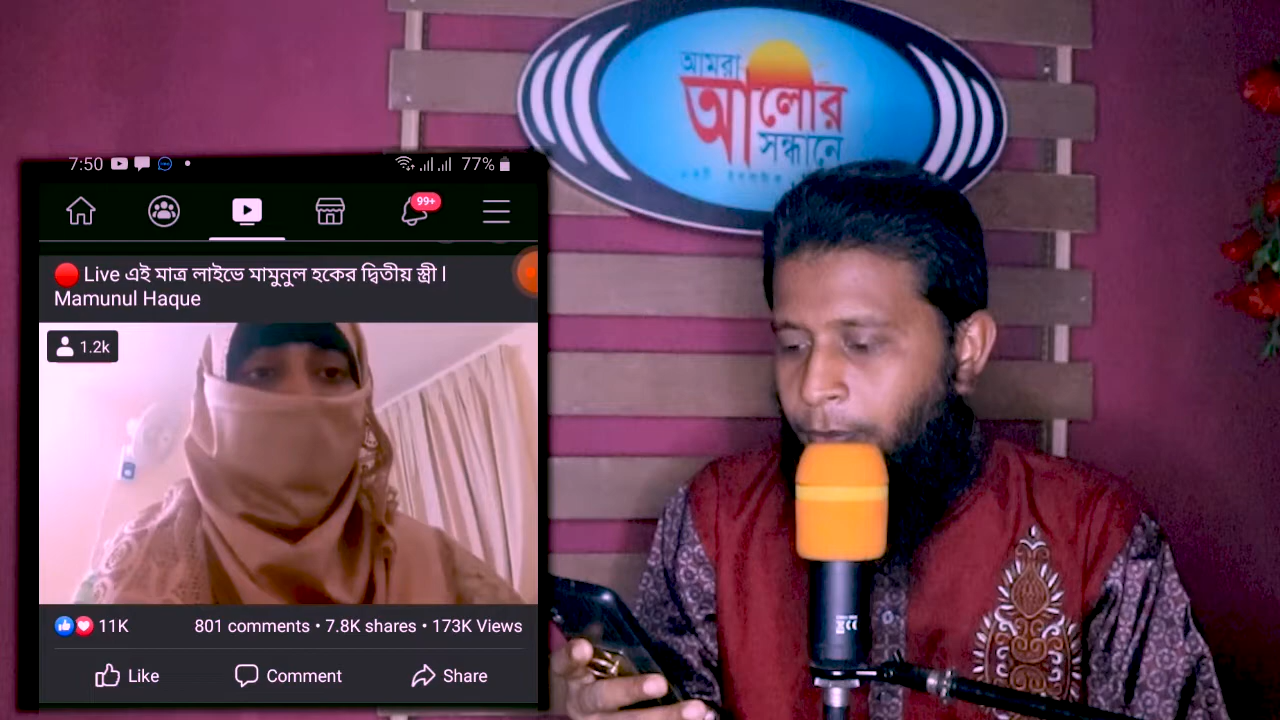 আমরা
আলোর
সন্ধানে
7:50
77%
99+
Live এই মাত্র লাইভে মামুনুল হকের দ্বিতীয় স্ত্রী l
Mamunul Haque
1.2k
11K
801 comments • 7.8K shares • 173K Views
Like
Comment
Share